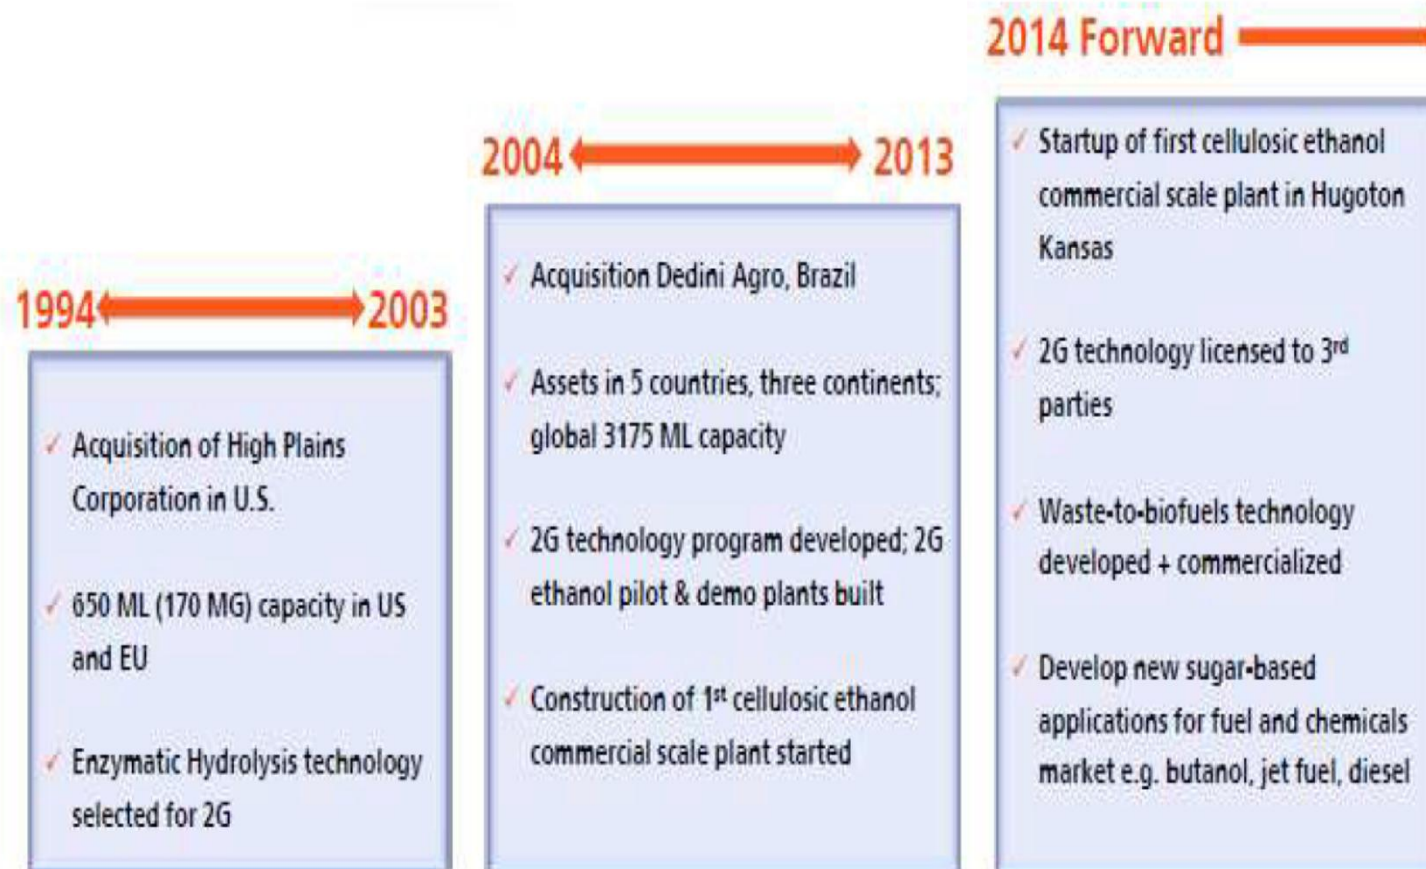 1994 2003
✓ Acquisition of High Plains
Corporation in U.S.
✓ 650 ML (170 MG) capacity in US
and EU
✓ Enzymatic Hydrolysis technology
selected for 2G
2004 2013
✓ Acquisition Dedini Agro, Brazil
✓ Assets in 5 countries, three continents;
global 3175 ML capacity
✓ 2G technology program developed; 2G
ethanol pilot & demo plants built
✓ Construction of 1st cellulosic ethanol
commercial scale plant started
2014 Forward
✓ Startup of first cellulosic ethanol
commercial scale plant in Hugoton
Kansas
✓ 2G technology licensed to 3rd
parties
✓ Waste-to-biofuels technology
developed + commercialized
✓ Develop new sugar-based
applications for fuel and chemicals
market e.g. butanol, jet fuel, diesel